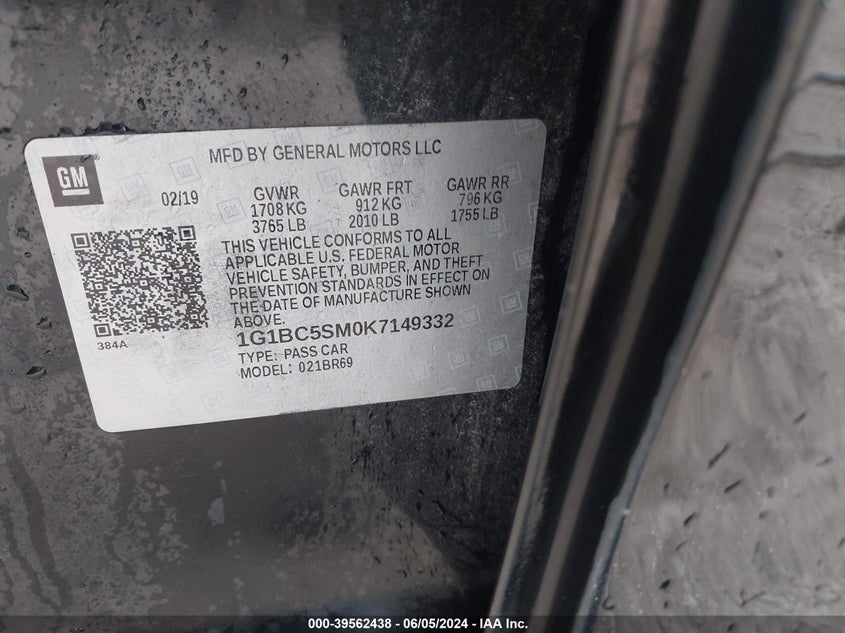 MFD BY GENERAL MOTORS LLC
GM
02/19
GVWR GAWR FRT GAWR RR
1708 KG 912 KG 796 KG
3765 LB 2010 LB 1755 LB
THIS VEHICLE CONFORMS TO ALL
APPLICABLE U.S. FEDERAL MOTOR
VEHICLE SAFETY, BUMPER, AND THEFT
PREVENTION STANDARDS IN EFFECT ON
THE DATE OF MANUFACTURE SHOWN
ABOVE.
384A
1G1BC5SM0K7149332
TYPE: PASS CAR
MODEL: 021BR69
000-39562438 - 06/05/2024 - IAAI, Inc.